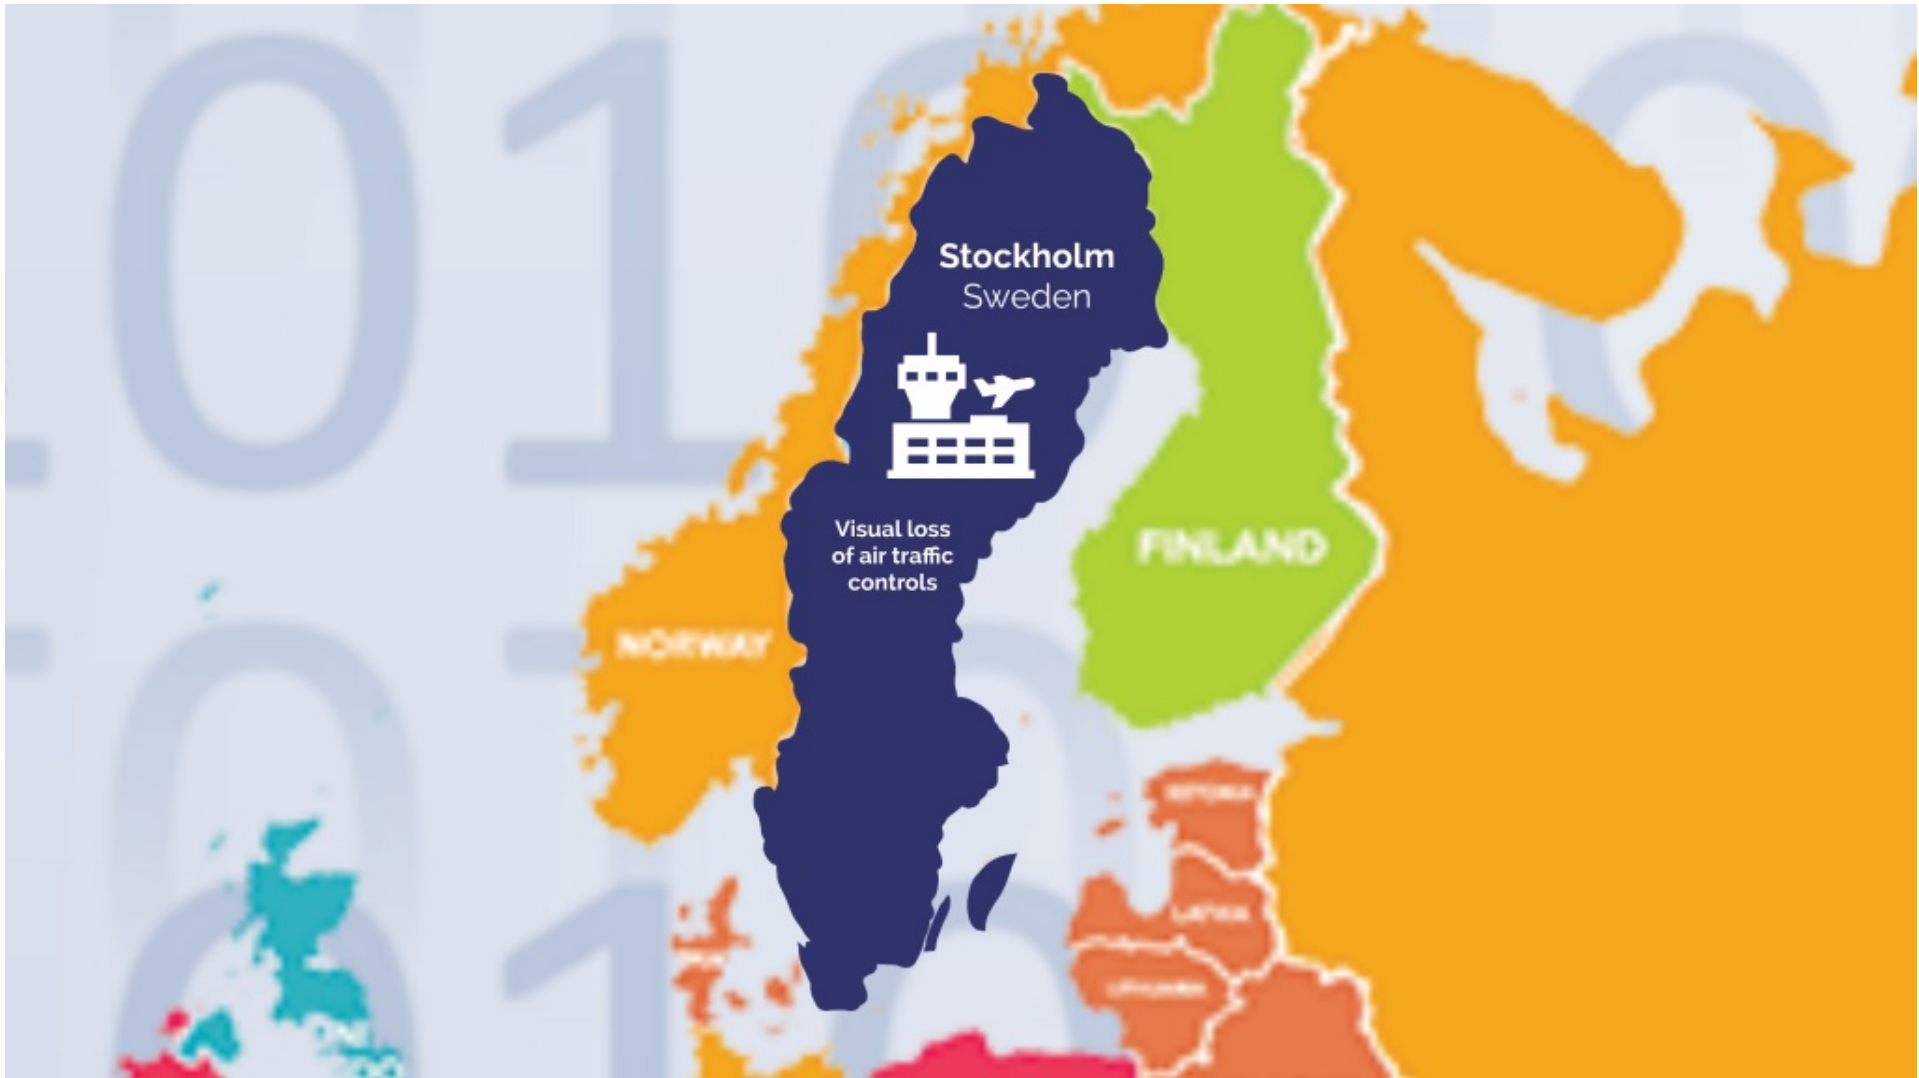 Stockholm
Sweden
Visual loss
of air traffic
controls
FINLAND
NORWAY
ESTONIA
LATVIA
LITHUANIA